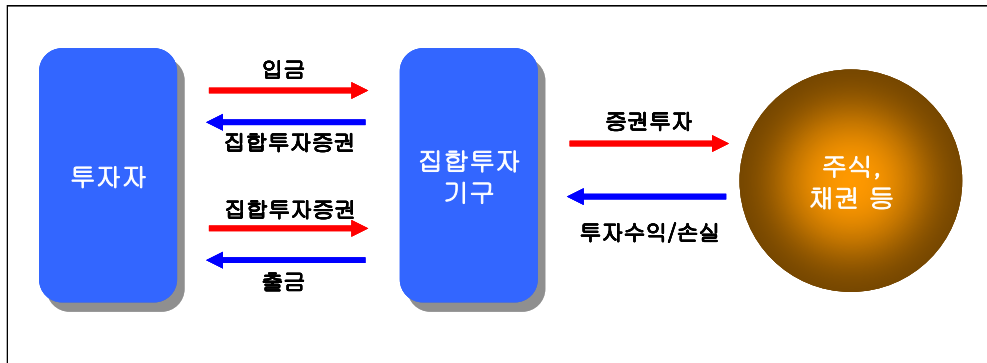 입금
집합투자증권
투자자
집합투자증권
출금
집합투자
기구
증권투자
투자수익/손실
주식,
채권 등